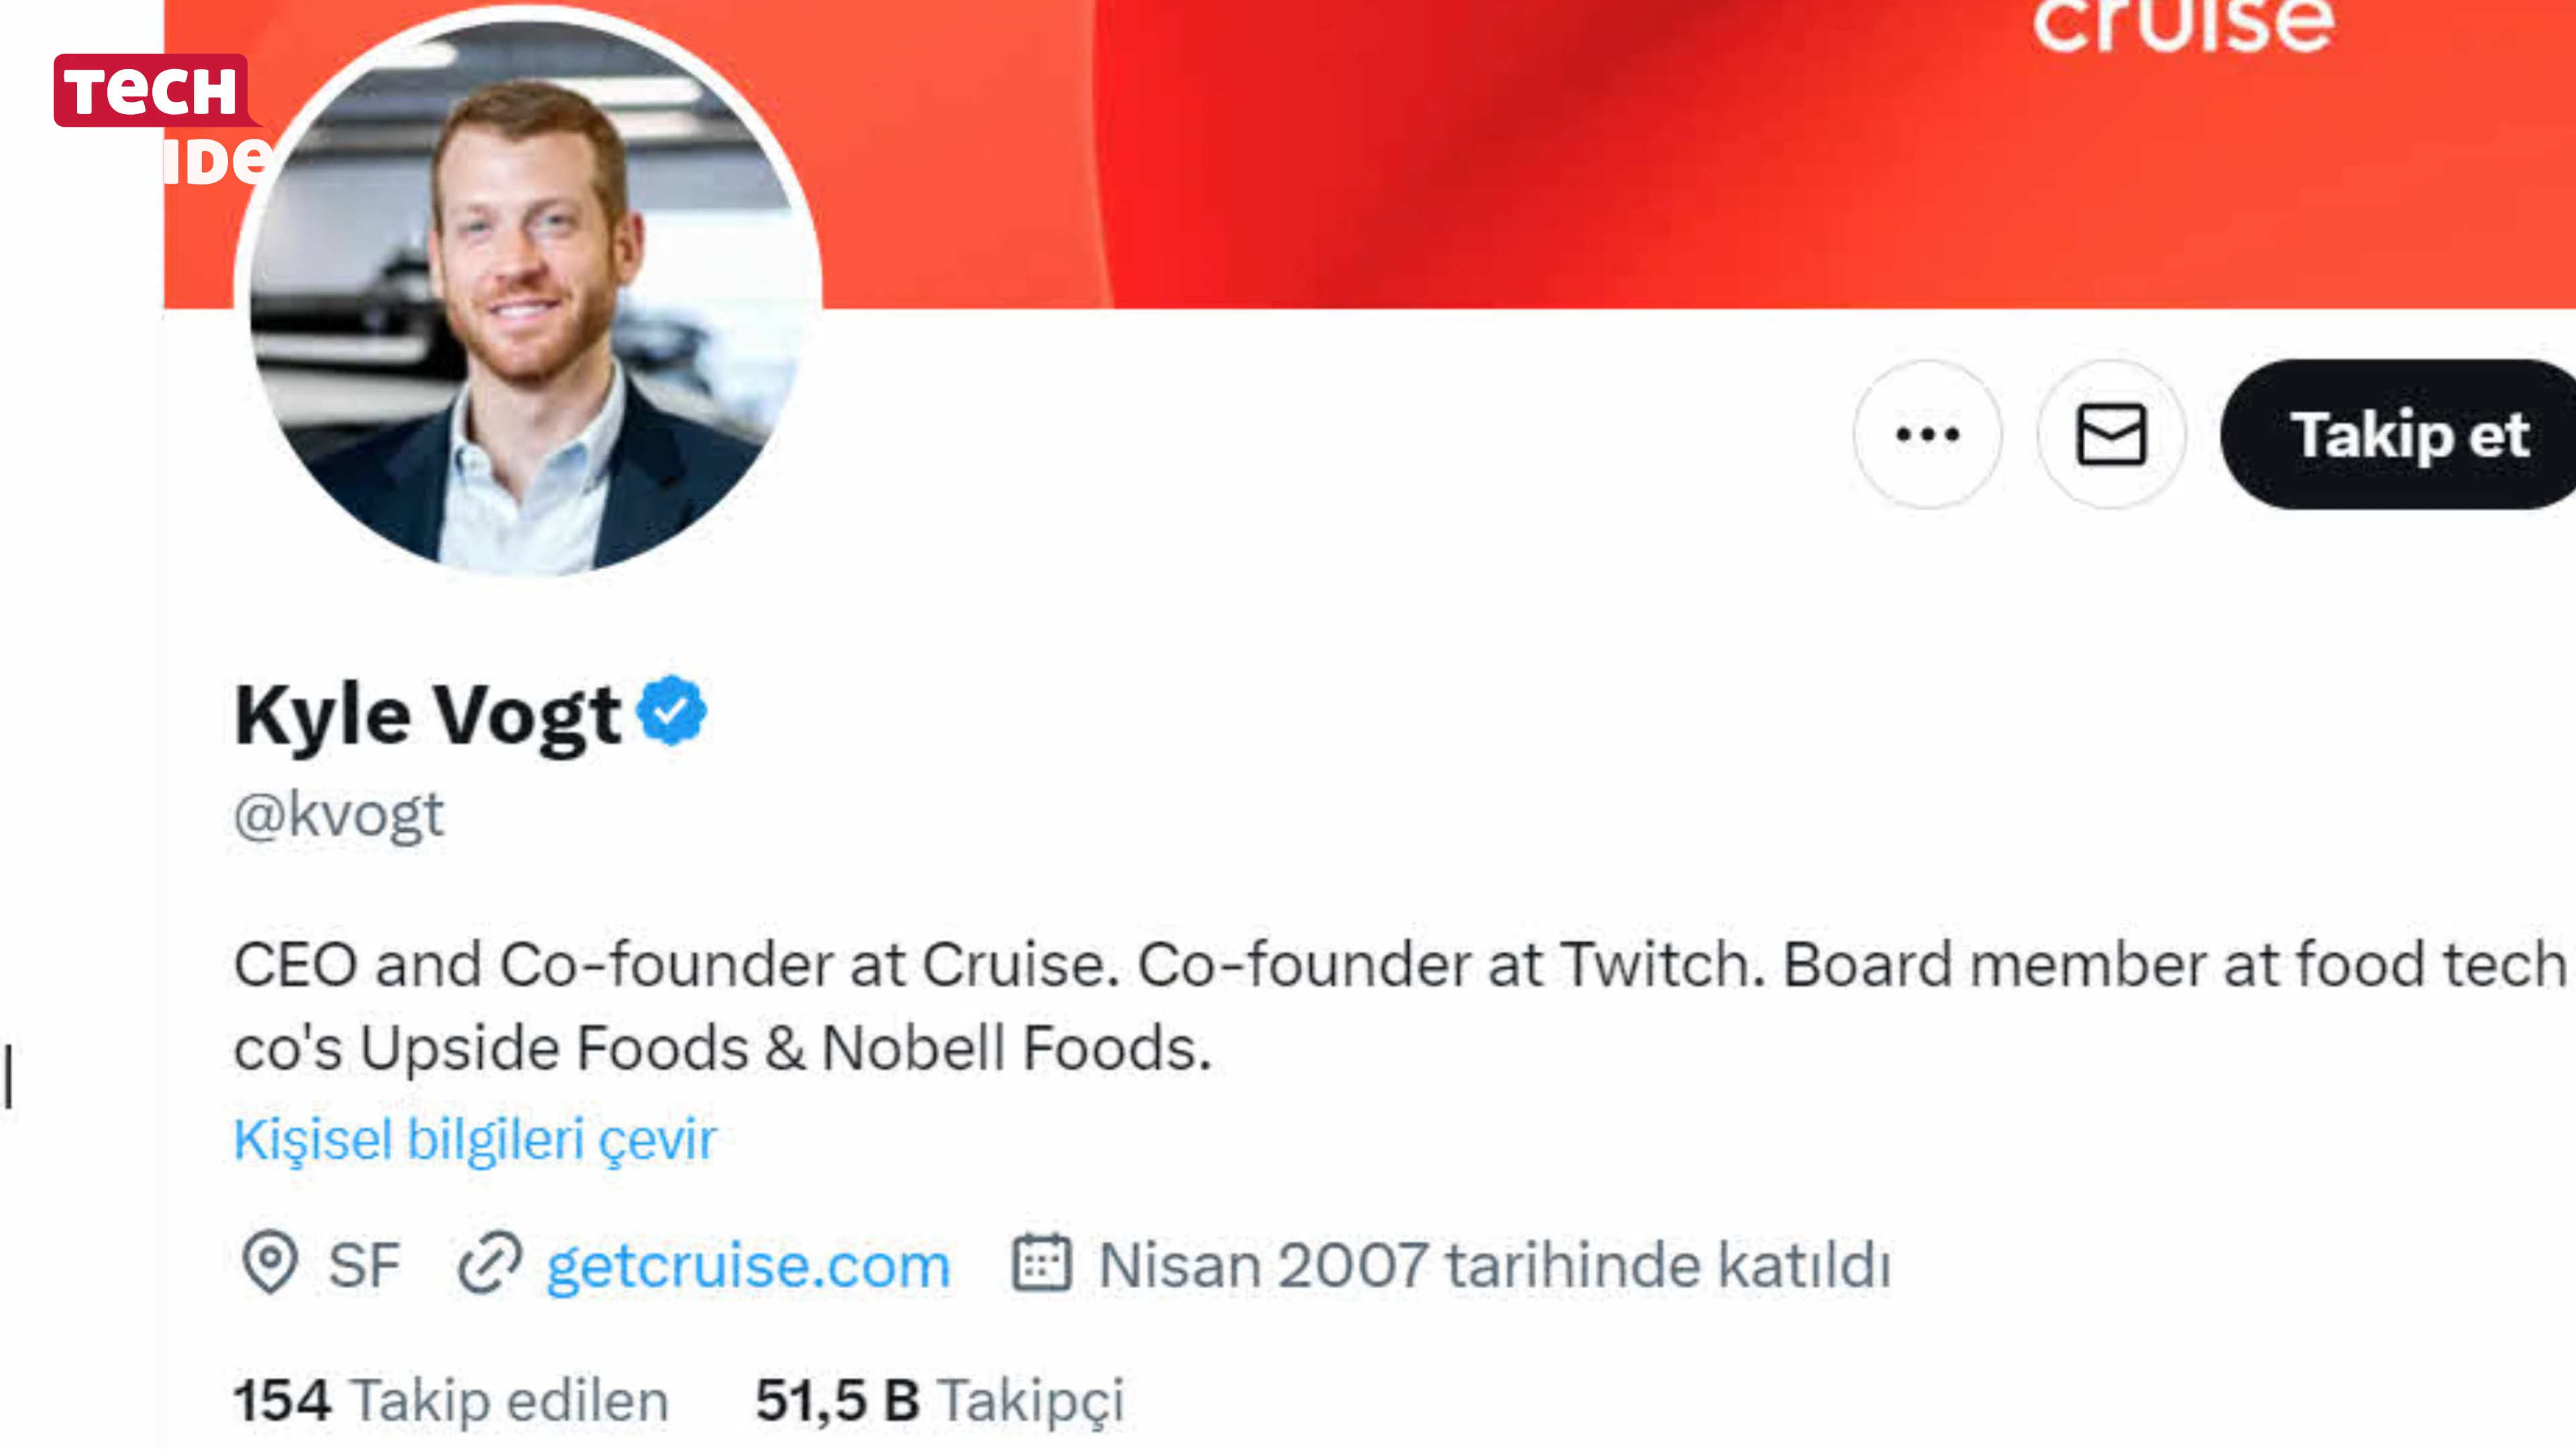 cruise
TECH
INSIDE
Takip et
Kyle Vogt
@kvogt
CEO and Co-founder at Cruise. Co-founder at Twitch. Board member at food tech
co's Upside Foods & Nobell Foods.
Kişisel bilgileri çevir
SF getcruise.com Nisan 2007 tarihinde katıldı
154 Takip edilen 51,5 B Takipçi